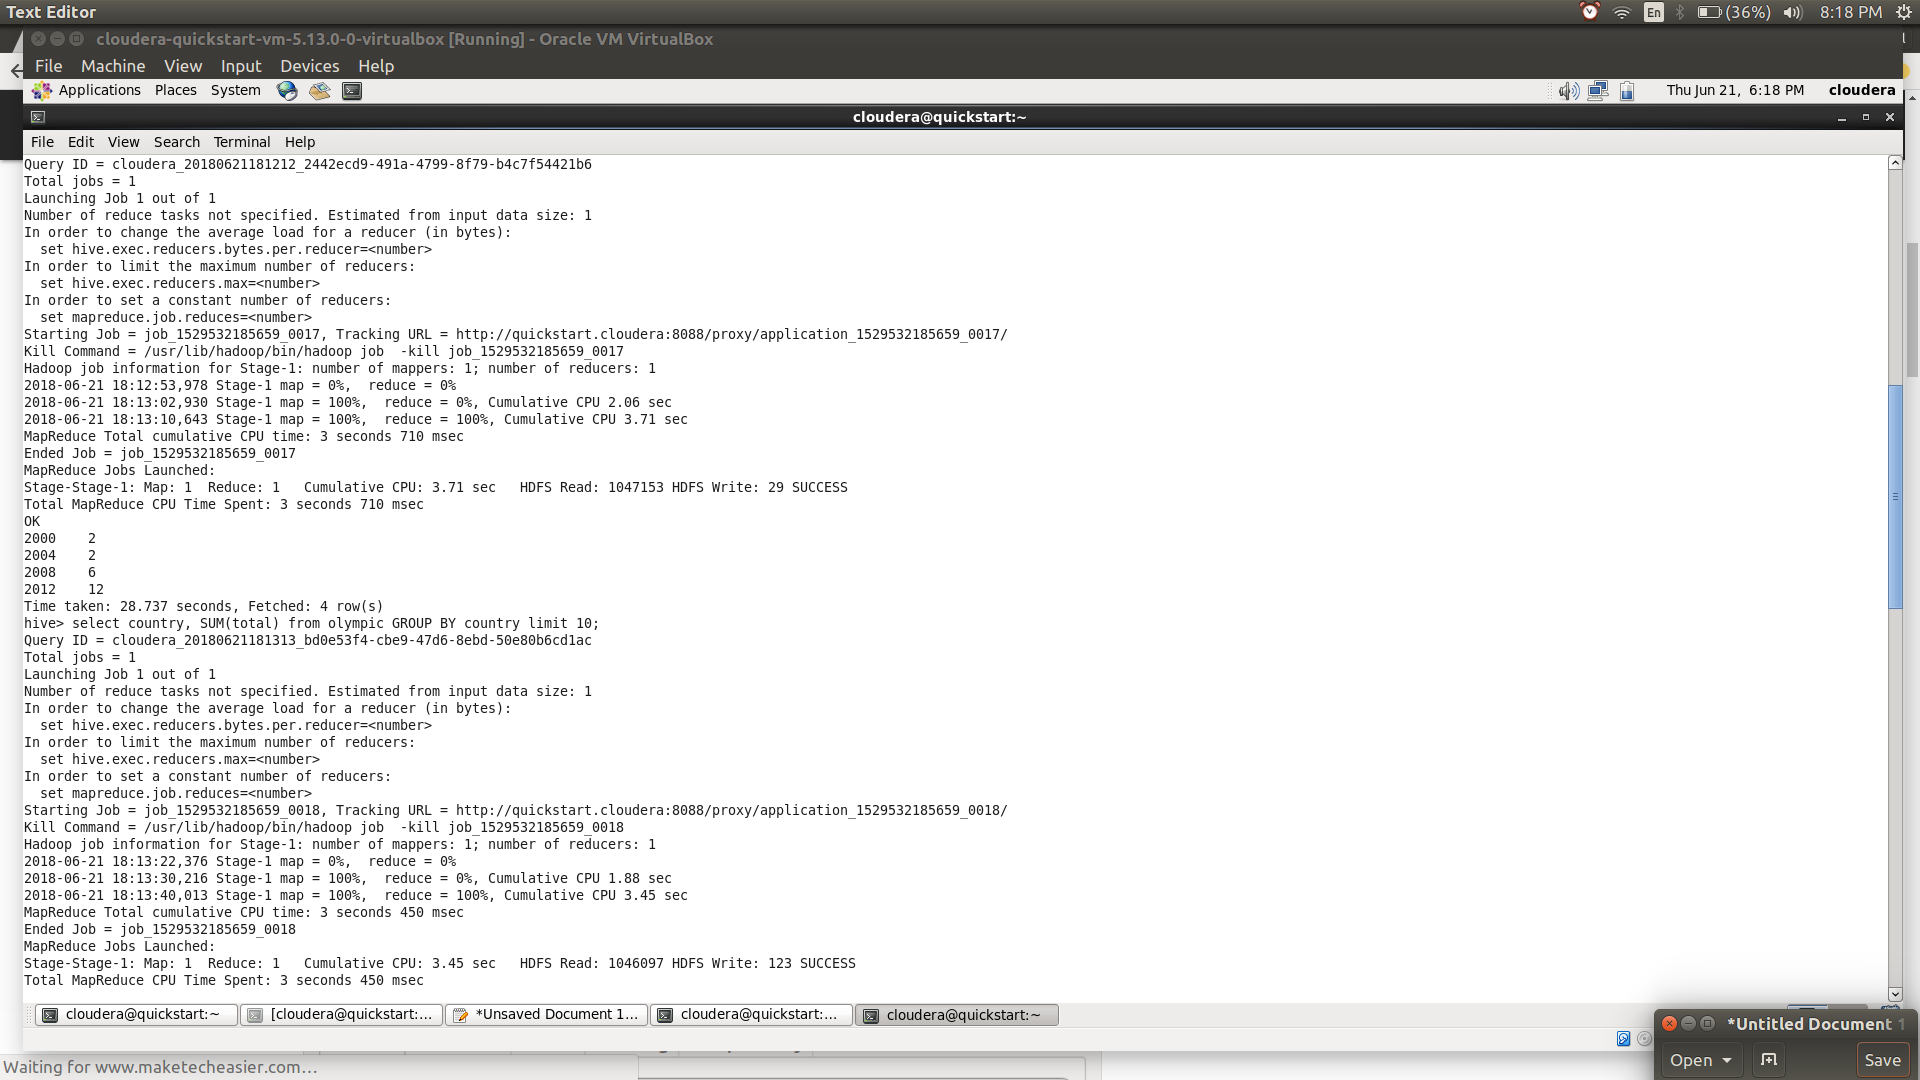 Text Editor
En
(36%)
8:18 PM
cloudera-quickstart-vm-5.13.0-0-virtualbox [Running] - Oracle VM VirtualBox
File Machine View Input Devices Help
Applications Places System
Thu Jun 21, 6:18 PM cloudera
cloudera@quickstart:~
File Edit View Search Terminal Help
Query ID = cloudera_20180621181212_2442ecd9-491a-4799-8f79-b4c7f54421b6
Total jobs = 1
Launching Job 1 out of 1
Number of reduce tasks not specified. Estimated from input data size: 1
In order to change the average load for a reducer (in bytes):
  set hive.exec.reducers.bytes.per.reducer=<number>
In order to limit the maximum number of reducers:
  set hive.exec.reducers.max=<number>
In order to set a constant number of reducers:
  set mapreduce.job.reduces=<number>
Starting Job = job_1529532185659_0017, Tracking URL = http://quickstart.cloudera:8088/proxy/application_1529532185659_0017/
Kill Command = /usr/lib/hadoop/bin/hadoop job  -kill job_1529532185659_0017
Hadoop job information for Stage-1: number of mappers: 1; number of reducers: 1
2018-06-21 18:12:53,978 Stage-1 map = 0%,  reduce = 0%
2018-06-21 18:13:02,930 Stage-1 map = 100%,  reduce = 0%, Cumulative CPU 2.06 sec
2018-06-21 18:13:10,643 Stage-1 map = 100%,  reduce = 100%, Cumulative CPU 3.71 sec
MapReduce Total cumulative CPU time: 3 seconds 710 msec
Ended Job = job_1529532185659_0017
MapReduce Jobs Launched:
Stage-Stage-1: Map: 1  Reduce: 1   Cumulative CPU: 3.71 sec   HDFS Read: 1047153 HDFS Write: 29 SUCCESS
Total MapReduce CPU Time Spent: 3 seconds 710 msec
OK
2000    2
2004    2
2008    6
2012    12
Time taken: 28.737 seconds, Fetched: 4 row(s)
hive> select country, SUM(total) from olympic GROUP BY country limit 10;
Query ID = cloudera_20180621181313_bd0e53f4-cbe9-47d6-8ebd-50e80b6cd1ac
Total jobs = 1
Launching Job 1 out of 1
Number of reduce tasks not specified. Estimated from input data size: 1
In order to change the average load for a reducer (in bytes):
  set hive.exec.reducers.bytes.per.reducer=<number>
In order to limit the maximum number of reducers:
  set hive.exec.reducers.max=<number>
In order to set a constant number of reducers:
  set mapreduce.job.reduces=<number>
Starting Job = job_1529532185659_0018, Tracking URL = http://quickstart.cloudera:8088/proxy/application_1529532185659_0018/
Kill Command = /usr/lib/hadoop/bin/hadoop job  -kill job_1529532185659_0018
Hadoop job information for Stage-1: number of mappers: 1; number of reducers: 1
2018-06-21 18:13:22,376 Stage-1 map = 0%,  reduce = 0%
2018-06-21 18:13:30,216 Stage-1 map = 100%,  reduce = 0%, Cumulative CPU 1.88 sec
2018-06-21 18:13:40,013 Stage-1 map = 100%,  reduce = 100%, Cumulative CPU 3.45 sec
MapReduce Total cumulative CPU time: 3 seconds 450 msec
Ended Job = job_1529532185659_0018
MapReduce Jobs Launched:
Stage-Stage-1: Map: 1  Reduce: 1   Cumulative CPU: 3.45 sec   HDFS Read: 1046097 HDFS Write: 123 SUCCESS
Total MapReduce CPU Time Spent: 3 seconds 450 msec
cloudera@quickstart:~
[cloudera@quickstart:...
*Unsaved Document 1...
cloudera@quickstart:...
cloudera@quickstart:~
*Untitled Document 1
Open
Save
Waiting for www.maketecheasier.com…